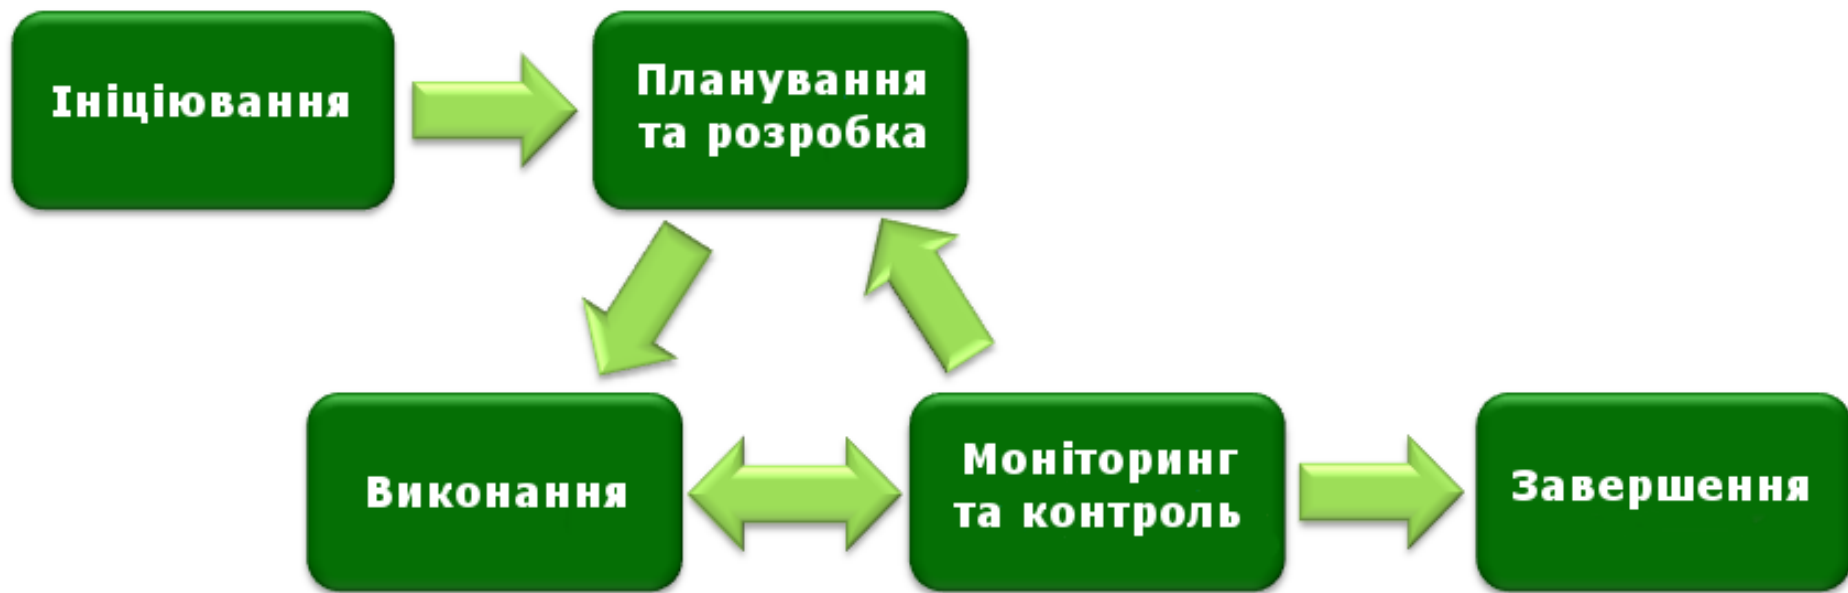 Ініціювання
Планування
та розробка
Виконання
Моніторинг
та контроль
Завершення